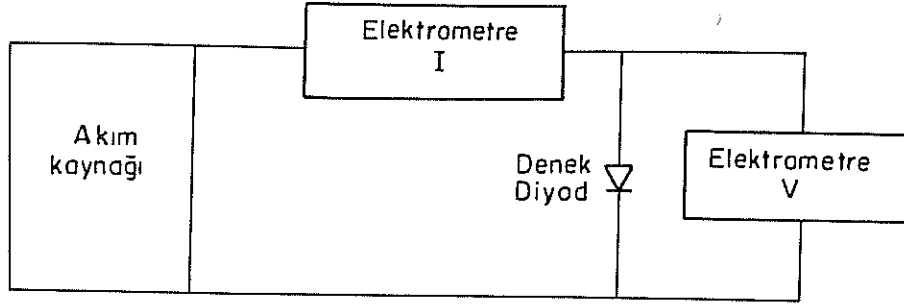 Elektrometre
I
Akım
kaynağı
Denek
Diyod
Elektrometre
V